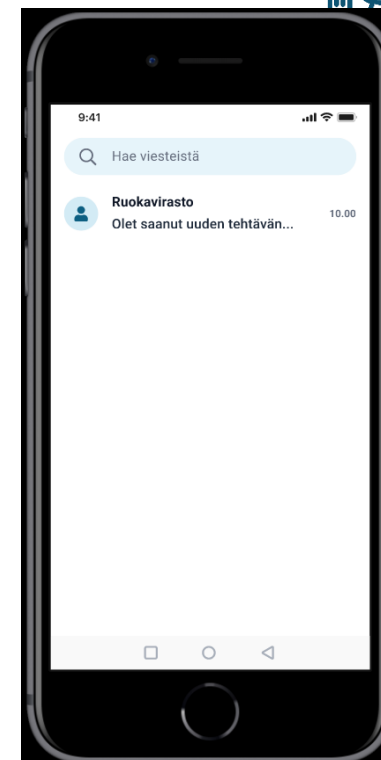 9:41
Hae viesteistä
Ruokavirasto
Olet saanut uuden tehtävän...
10.00